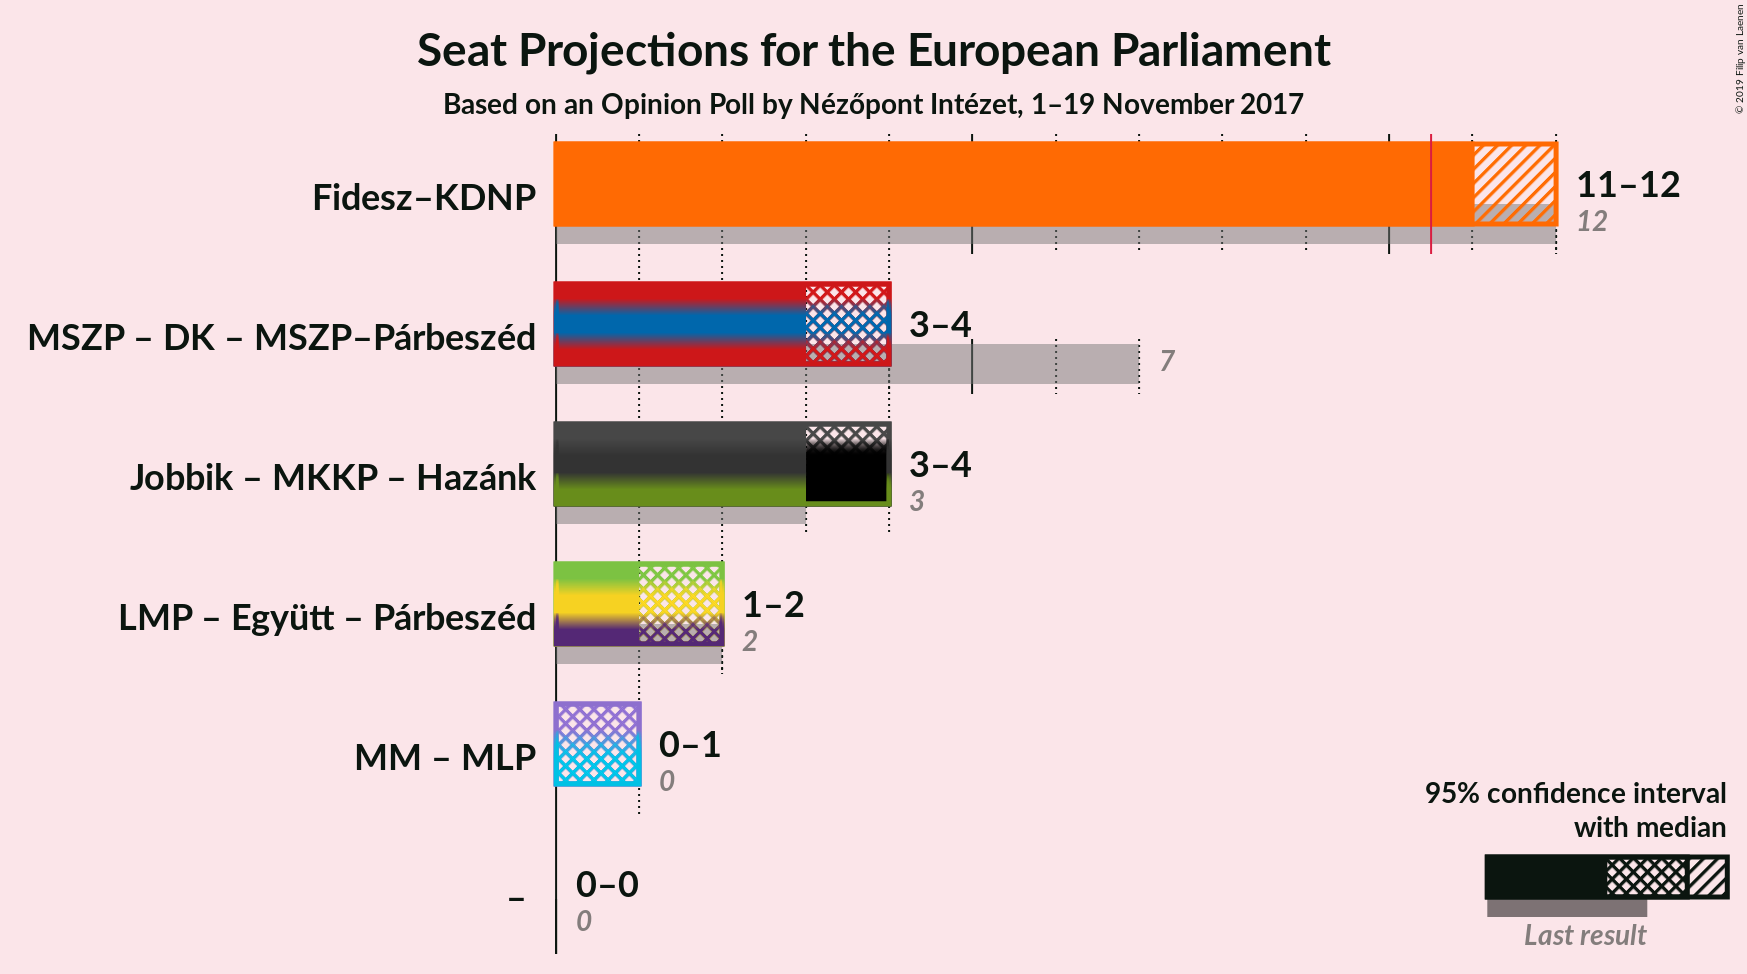 Seat Projections for the European Parliament
Based on an Opinion Poll by Nézőpont Intézet, 1–19 November 2017
© 2019 Filip van Laenen
Fidesz–KDNP
11–12
12
MSZP – DK – MSZP–Párbeszéd
3–4
7
Jobbik – MKKP – Hazánk
3–4
3
LMP – Együtt – Párbeszéd
1–2
2
MM – MLP
0–1
0
–
0–0
0
95% confidence interval
with median
Last result